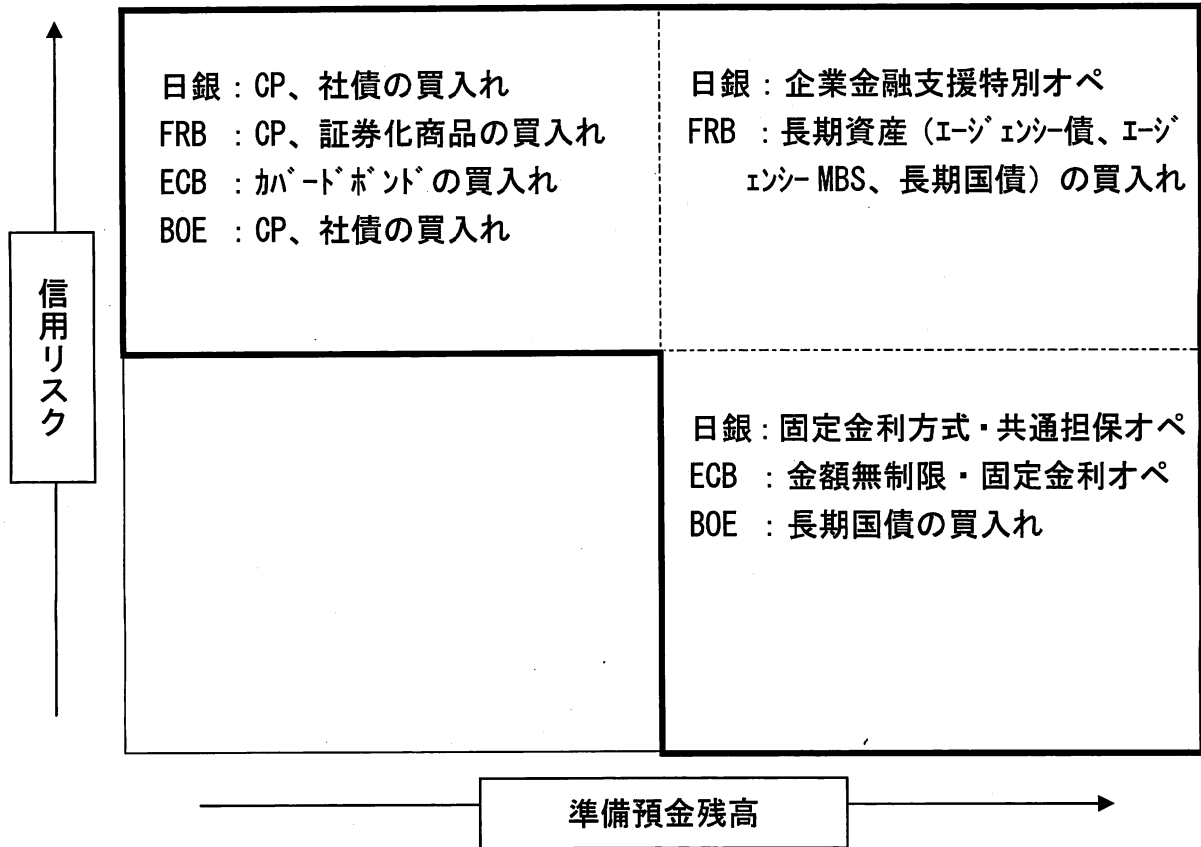 日銀：CP、社債の買入れ
FRB ：CP、証券化商品の買入れ
ECB ：ｶﾊﾞｰﾄﾞﾎﾞﾝﾄﾞの買入れ
BOE ：CP、社債の買入れ
日銀：企業金融支援特別オペ
FRB ：長期資産（ｴｰｼﾞｪﾝｼｰ債、ｴｰｼﾞ
ｪﾝｼｰ MBS、長期国債）の買入れ
信用リスク
日銀：固定金利方式・共通担保オペ
ECB ：金額無制限・固定金利オペ
BOE ：長期国債の買入れ
準備預金残高